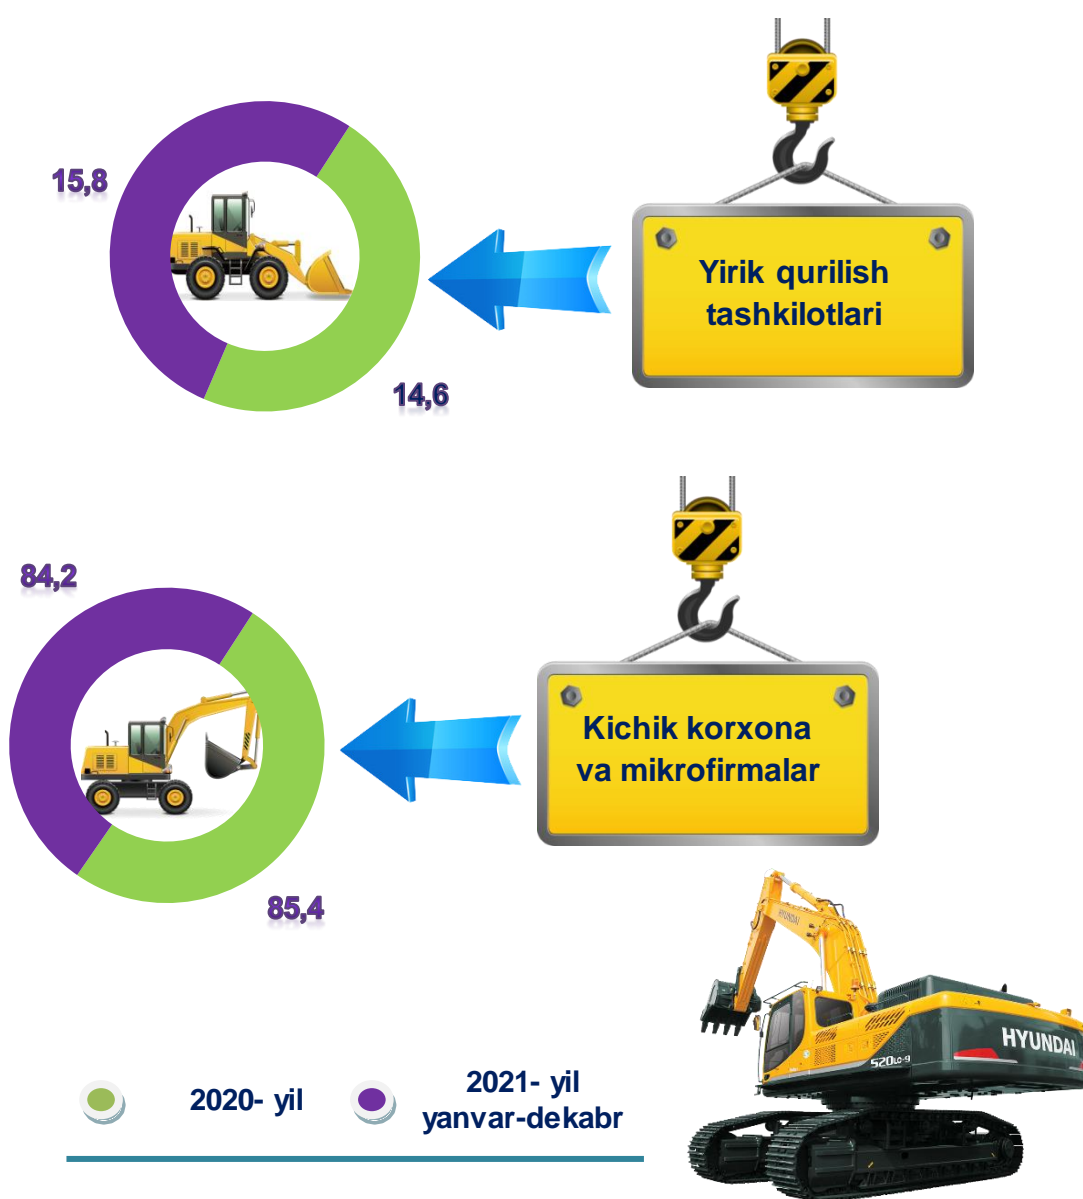 15,8
Yirik qurilish
tashkilotlari
14,6
84,2
Kichik korxona
va mikrofirmalar
85,4
HYUNDAI
HYUNDAI
520LC-9
2020- yil
2021- yil
yanvar-dekabr